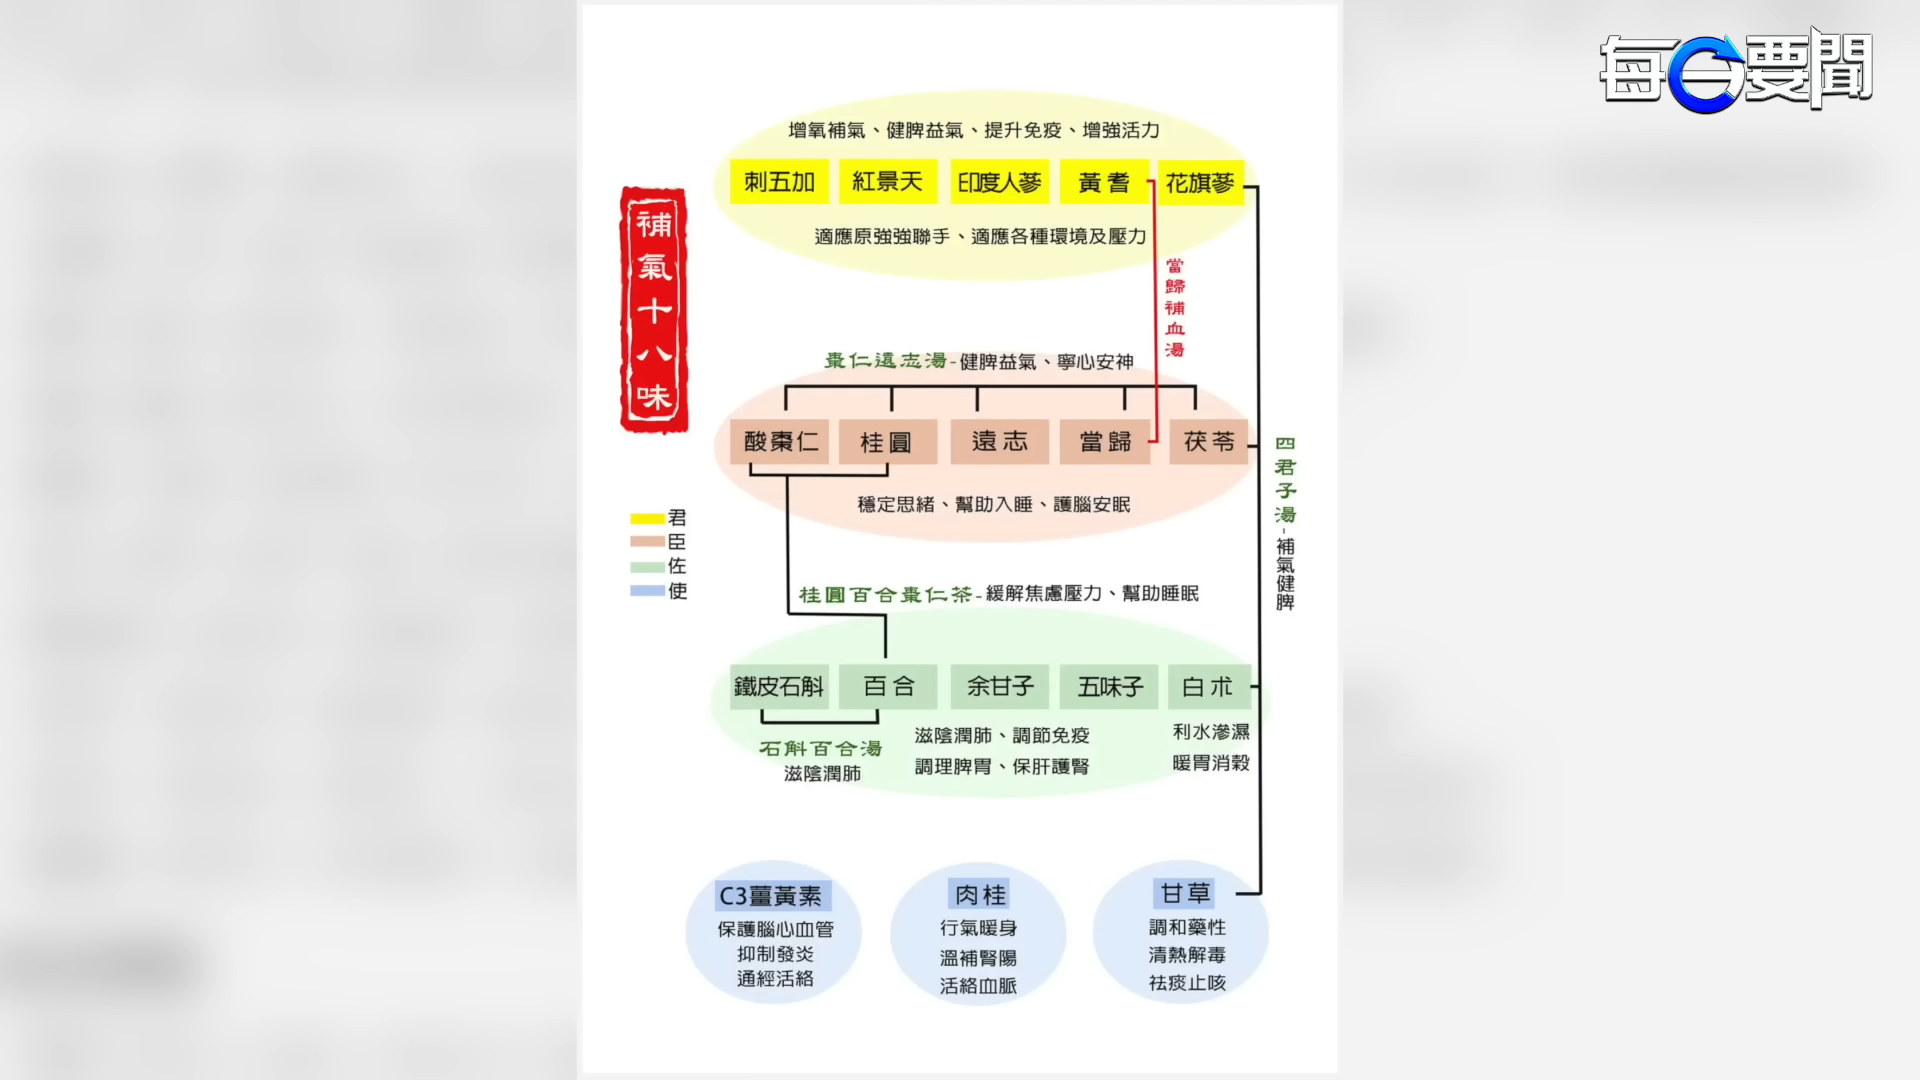 每日要聞
補氣十八味
增氧補氣、健脾益氣、提升免疫、增強活力
刺五加
紅景天
印度人蔘
黃耆
花旗蔘
適應原強強聯手、適應各種環境及壓力
當歸補血湯
棗仁遠志湯-健脾益氣、寧心安神
酸棗仁
桂圓
遠志
當歸
茯苓
穩定思緒、幫助入睡、護腦安眠
四君子湯-補氣健脾
君
臣
佐
使
桂圓百合棗仁茶-緩解焦慮壓力、幫助睡眠
鐵皮石斛
百合
余甘子
五味子
白朮
石斛百合湯
滋陰潤肺
滋陰潤肺、調節免疫
調理脾胃、保肝護腎
利水滲濕
暖胃消穀
C3薑黃素
保護腦心血管
抑制發炎
通經活絡
肉桂
行氣暖身
溫補腎陽
活絡血脈
甘草
調和藥性
清熱解毒
祛痰止咳